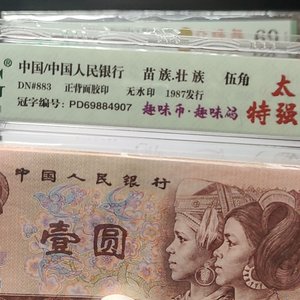 69
中国/中国人民银行 苗族.壮族 伍角
DN#883 正背面胶印 无水印 1987发行
冠字编号: PD69884907 趣味币·趣味码
太
特强
中国人民银行
壹圆